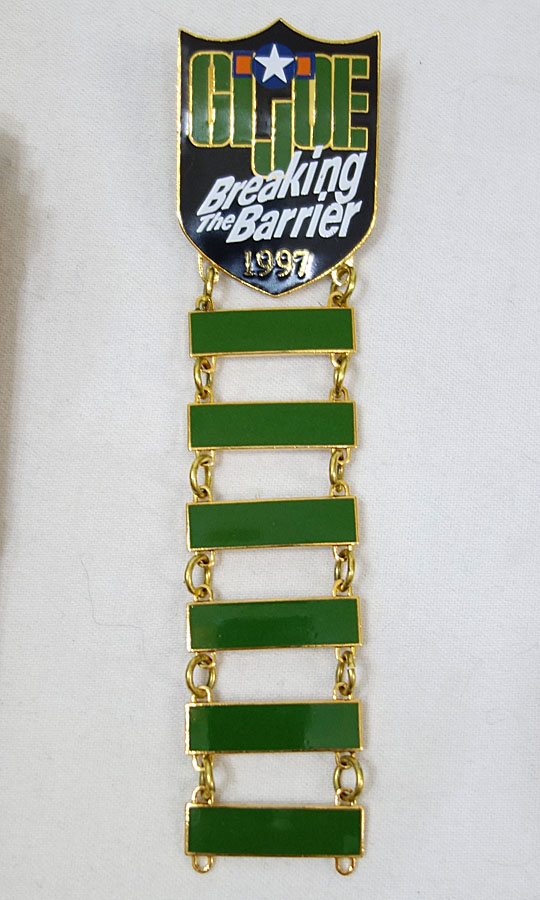 GI JOE
Breaking
The Barrier
1997